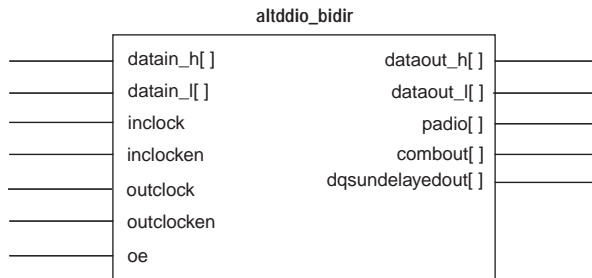 altddio_bidir
datain_h[ ]
datain_l[ ]
inclock
inclocken
outclock
outclocken
oe
dataout_h[ ]
dataout_l[ ]
padio[ ]
combout[ ]
dqsundelayedout[ ]